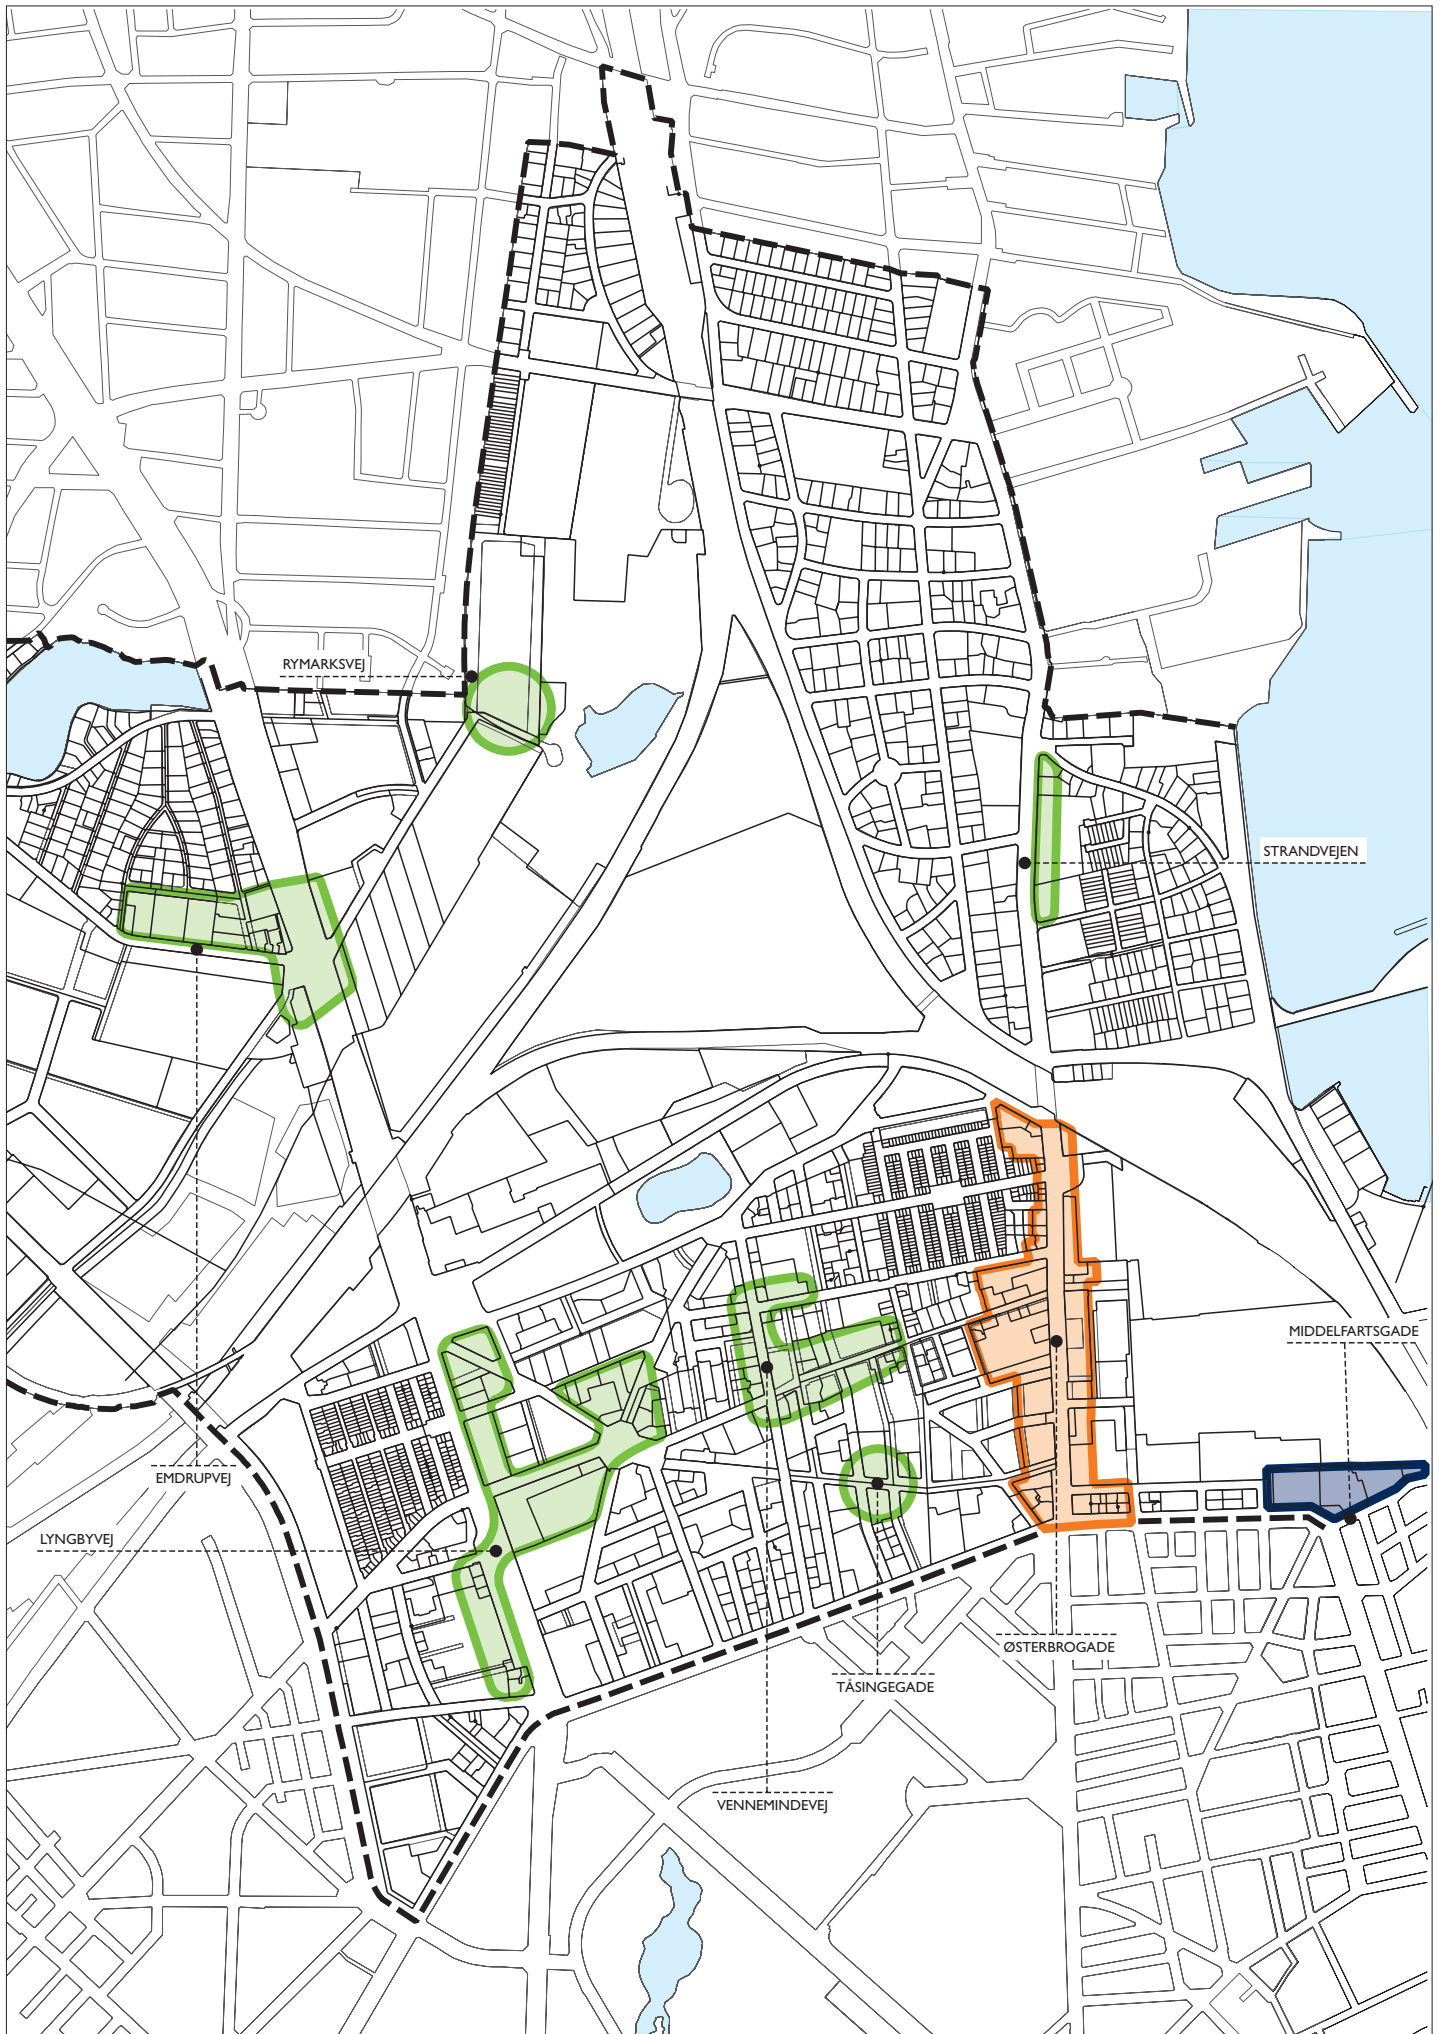 RYMARKSVEJ
STRANDVEJEN
MIDDELFARTSGADE
EMDRUPVEJ
LYNGBYVEJ
ØSTERBROGADE
TÅSINGEGADE
VENNEMINDEVEJ